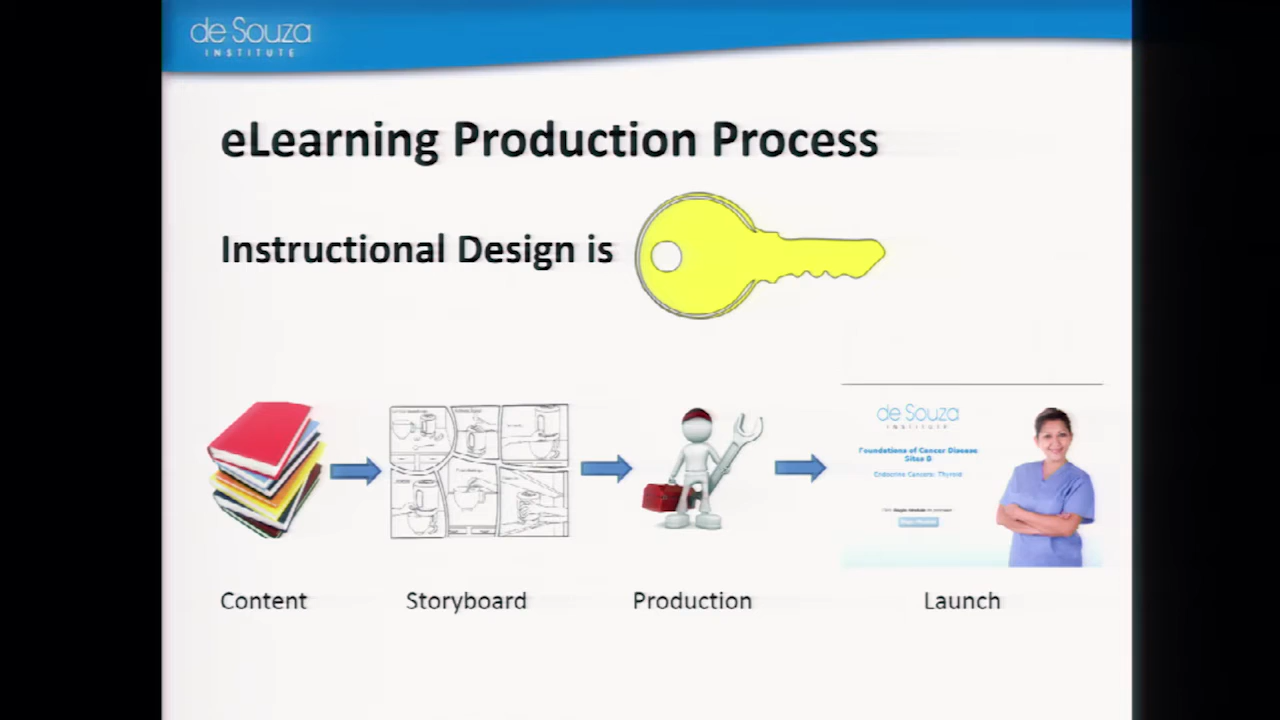 de Souza
INSTITUTE
eLearning Production Process
Instructional Design is
de Souza
INSTITUTE
Foundations of Cancer Disease
Sites B
Endocrine Cancers: Thyroid
Content
Storyboard
Production
Launch